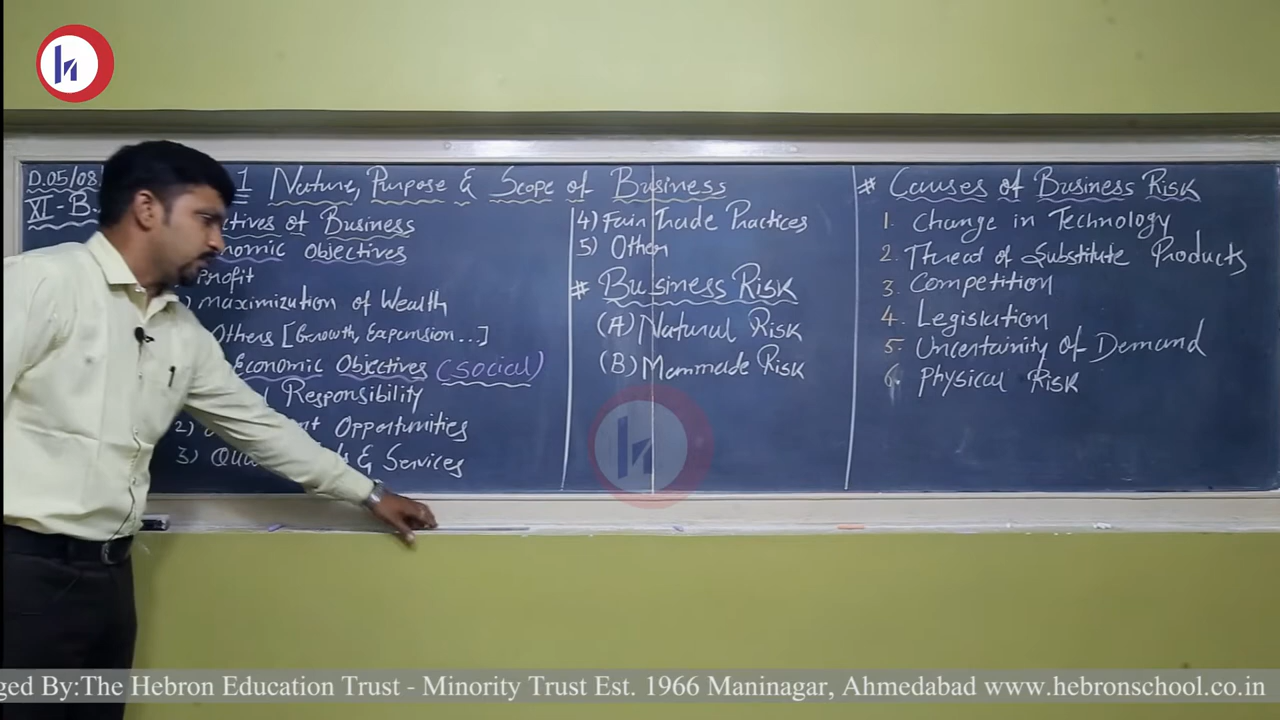 D.05/08
XI-B.
1 Nature, Purpose & Scope of Business
ctives of Business
nomic Objectives
Profit
) Maximization of Wealth
Others [Growth, Expansion...]
Economic Objectives (Social)
Responsibility
2) nt Opportunities
3) Qua s & Services
4) Fair Trade Practices
5) Other
# Business Risk
(A) Natural Risk
(B) Manmade Risk
# Causes of Business Risk
1. Change in Technology
2. Thread of Substitute Products
3. Competition
4. Legislation
5. Uncertainity of Demand
6. Physical Risk
ged By:The Hebron Education Trust - Minority Trust Est. 1966 Maninagar, Ahmedabad www.hebronschool.co.in